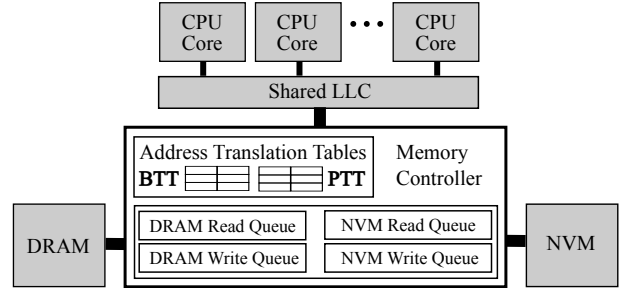 CPU
Core
CPU
Core
• • •
CPU
Core
Shared LLC
Address Translation Tables
BTT
PTT
Memory
Controller
DRAM
DRAM Read Queue
DRAM Write Queue
NVM Read Queue
NVM Write Queue
NVM